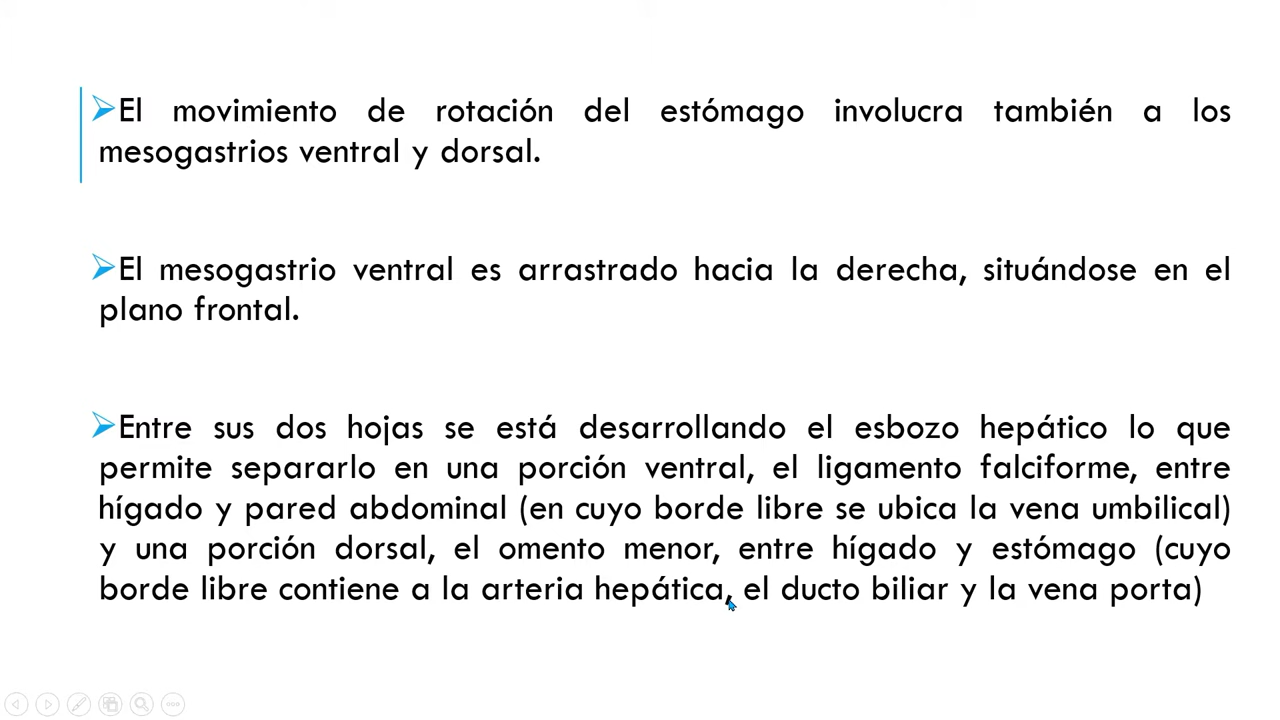 El movimiento de rotación del estómago involucra también a los
mesogastrios ventral y dorsal.
El mesogastrio ventral es arrastrado hacia la derecha, situándose en el
plano frontal.
Entre sus dos hojas se está desarrollando el esbozo hepático lo que
permite separarlo en una porción ventral, el ligamento falciforme, entre
hígado y pared abdominal (en cuyo borde libre se ubica la vena umbilical)
y una porción dorsal, el omento menor, entre hígado y estómago (cuyo
borde libre contiene a la arteria hepática, el ducto biliar y la vena porta)